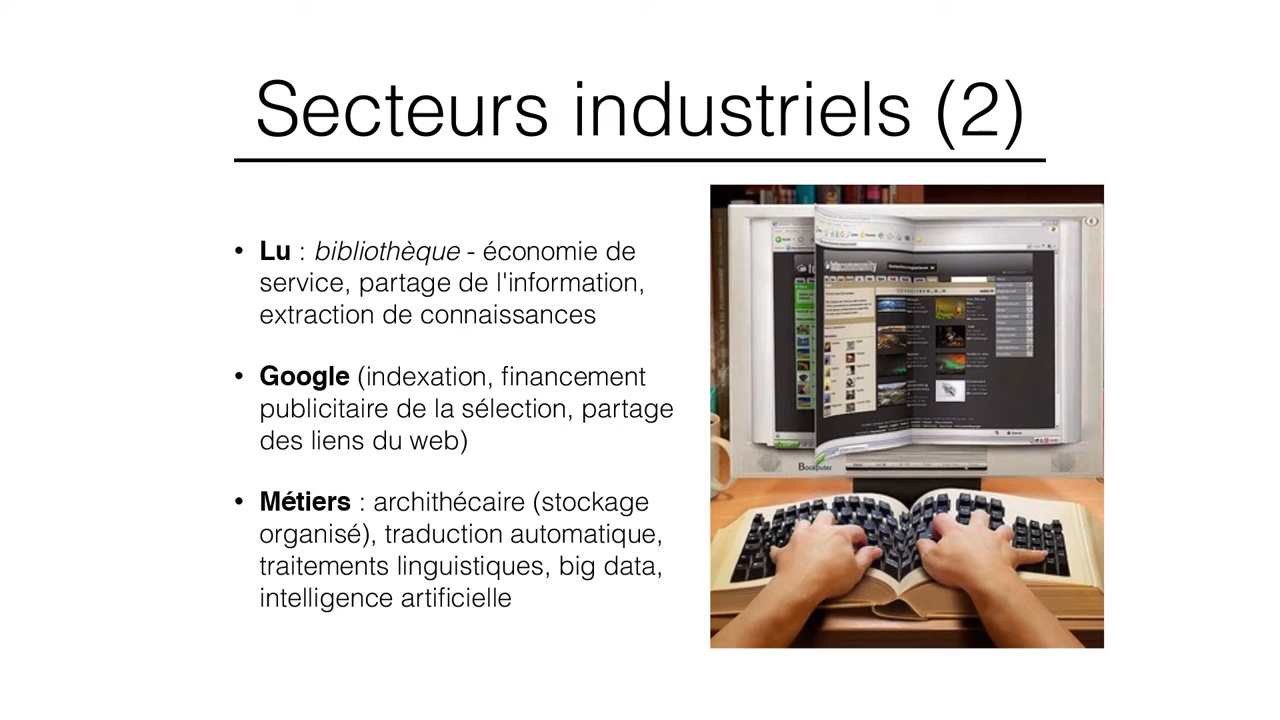 Secteurs industriels (2)
• Lu : bibliothèque - économie de
service, partage de l'information,
extraction de connaissances
• Google (indexation, financement
publicitaire de la sélection, partage
des liens du web)
• Métiers : archithécaire (stockage
organisé), traduction automatique,
traitements linguistiques, big data,
intelligence artificielle
Bookputer